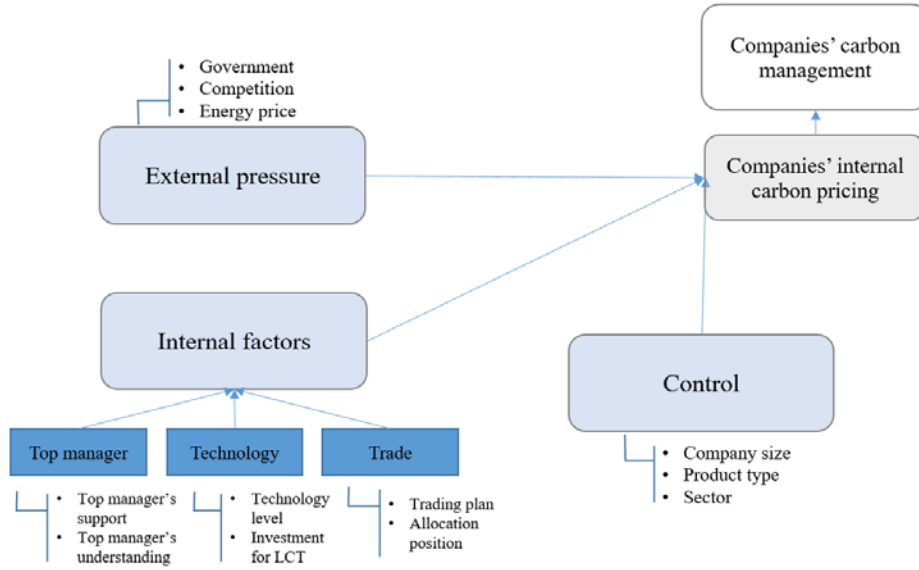 • Government
• Competition
• Energy price
External pressure
Companies’ carbon
management
Companies’ internal
carbon pricing
Internal factors
Control
• Company size
• Product type
• Sector
Top manager
• Top manager’s
support
• Top manager’s
understanding
Technology
• Technology
level
• Investment
for LCT
Trade
• Trading plan
• Allocation
position